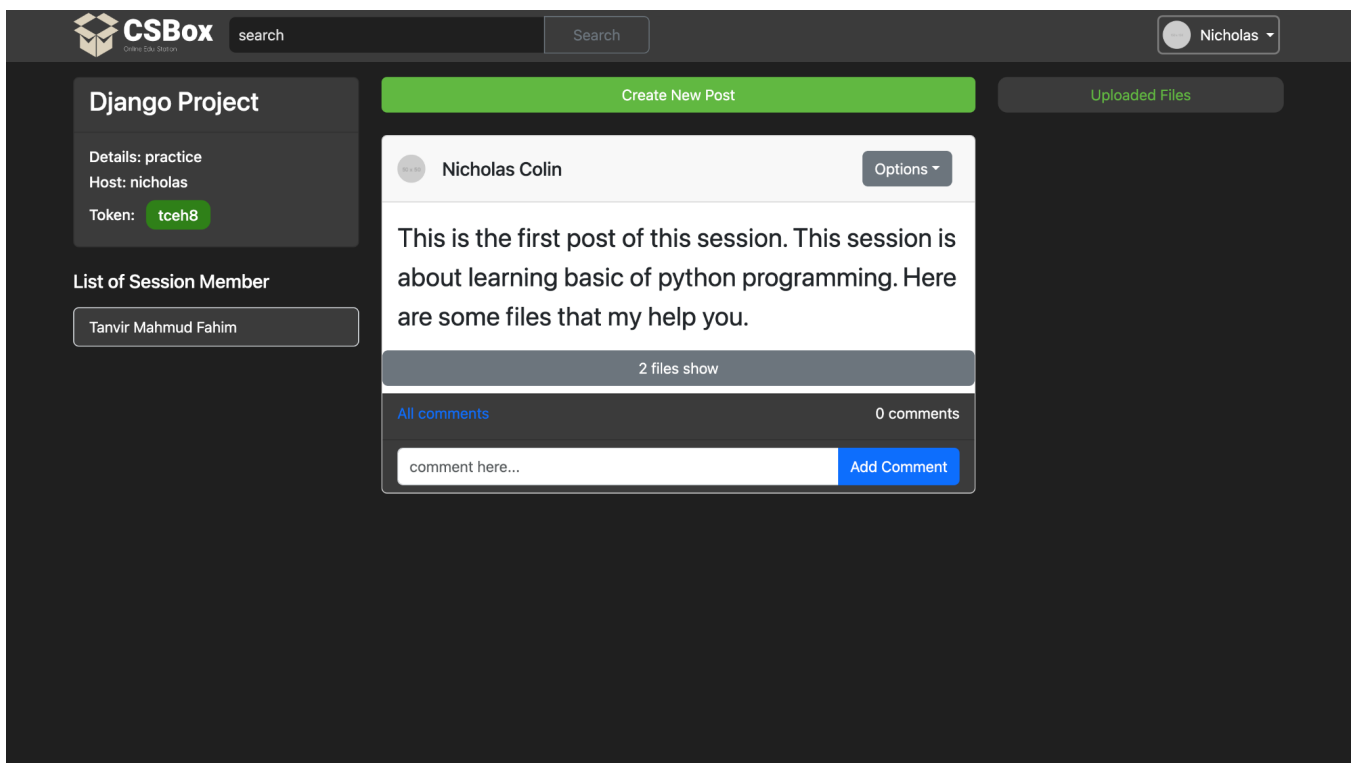 CSBox
Online Edu Station
search
Search
Nicholas
Django Project
Details: practice
Host: nicholas
Token: tceh8
List of Session Member
Tanvir Mahmud Fahim
Create New Post
Nicholas Colin
Options
This is the first post of this session. This session is
about learning basic of python programming. Here
are some files that my help you.
2 files show
All comments
0 comments
comment here...
Add Comment
Uploaded Files